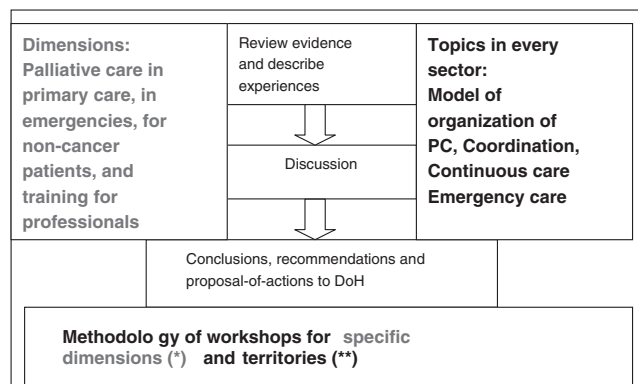 Dimensions:
Palliative care in
primary care, in
emergencies, for
non-cancer
patients, and
training for
professionals
Review evidence
and describe
experiences
Discussion
Topics in every
sector:
Model of
organization of
PC, Coordination,
Continuous care
Emergency care
Conclusions, recommendations and
proposal-of-actions to DoH
Methodolo gy of workshops for specific
dimensions (*) and territories (**)